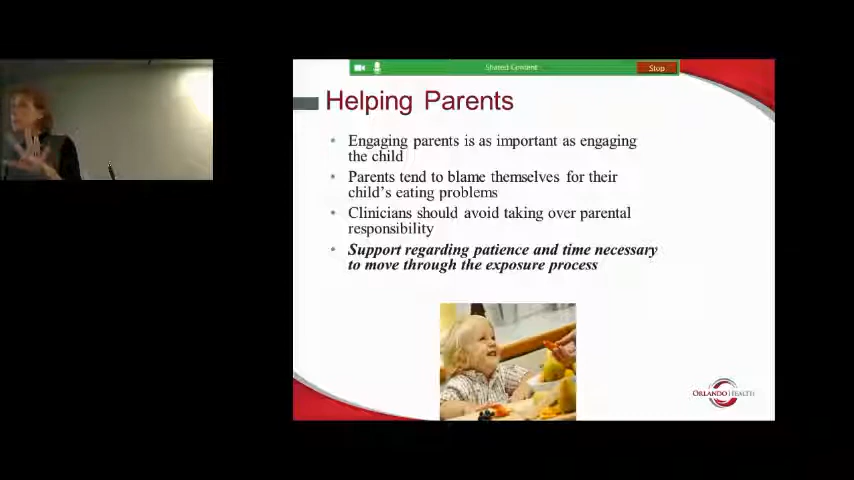 Shared Content
Stop
Helping Parents
• Engaging parents is as important as engaging
the child
• Parents tend to blame themselves for their
child's eating problems
• Clinicians should avoid taking over parental
responsibility
• Support regarding patience and time necessary
to move through the exposure process
ORLANDO HEALTH